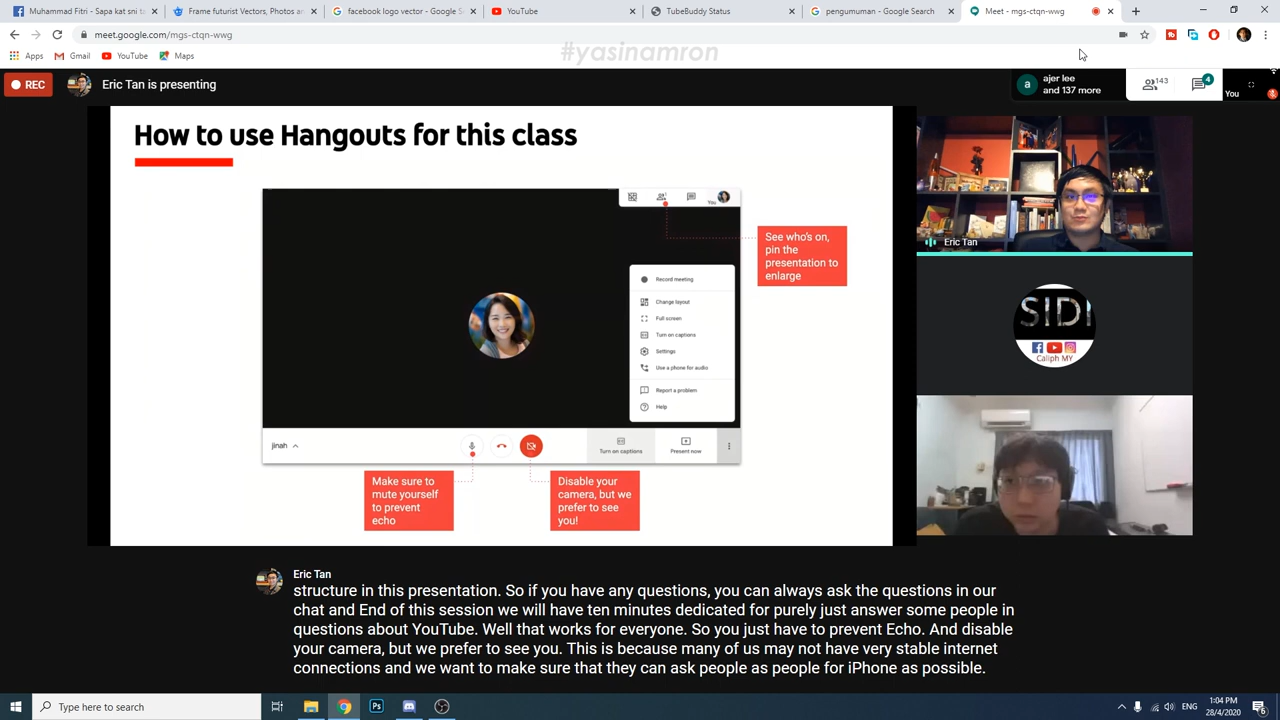 Muhammad Fitri - Sapa kat sni ta
Frame futurist Vectors, Photos an
facebook logo vector - Google Se
YouTube
TubeBuddy Status
pengumuman - Google Search
Meet - mgs-ctqn-wwg
meet.google.com/mgs-ctqn-wwg
Apps
Gmail
YouTube
Maps
#yasinamron
REC
Eric Tan is presenting
a
ajer lee
and 137 more
143
4
You
How to use Hangouts for this class
You
See who's on,
pin the
presentation to
enlarge
Record meeting
Change layout
Full screen
Turn on captions
Settings
Use a phone for audio
Report a problem
Help
jinah
Turn on captions
Present now
Make sure to
mute yourself
to prevent
echo
Disable your
camera, but we
prefer to see
you!
Eric Tan
SIDI
Caliph MY
Eric Tan
structure in this presentation. So if you have any questions, you can always ask the questions in our
chat and End of this session we will have ten minutes dedicated for purely just answer some people in
questions about YouTube. Well that works for everyone. So you just have to prevent Echo. And disable
your camera, but we prefer to see you. This is because many of us may not have very stable internet
connections and we want to make sure that they can ask people as people for iPhone as possible.
Type here to search
Ps
ENG
1:04 PM
28/4/2020
6